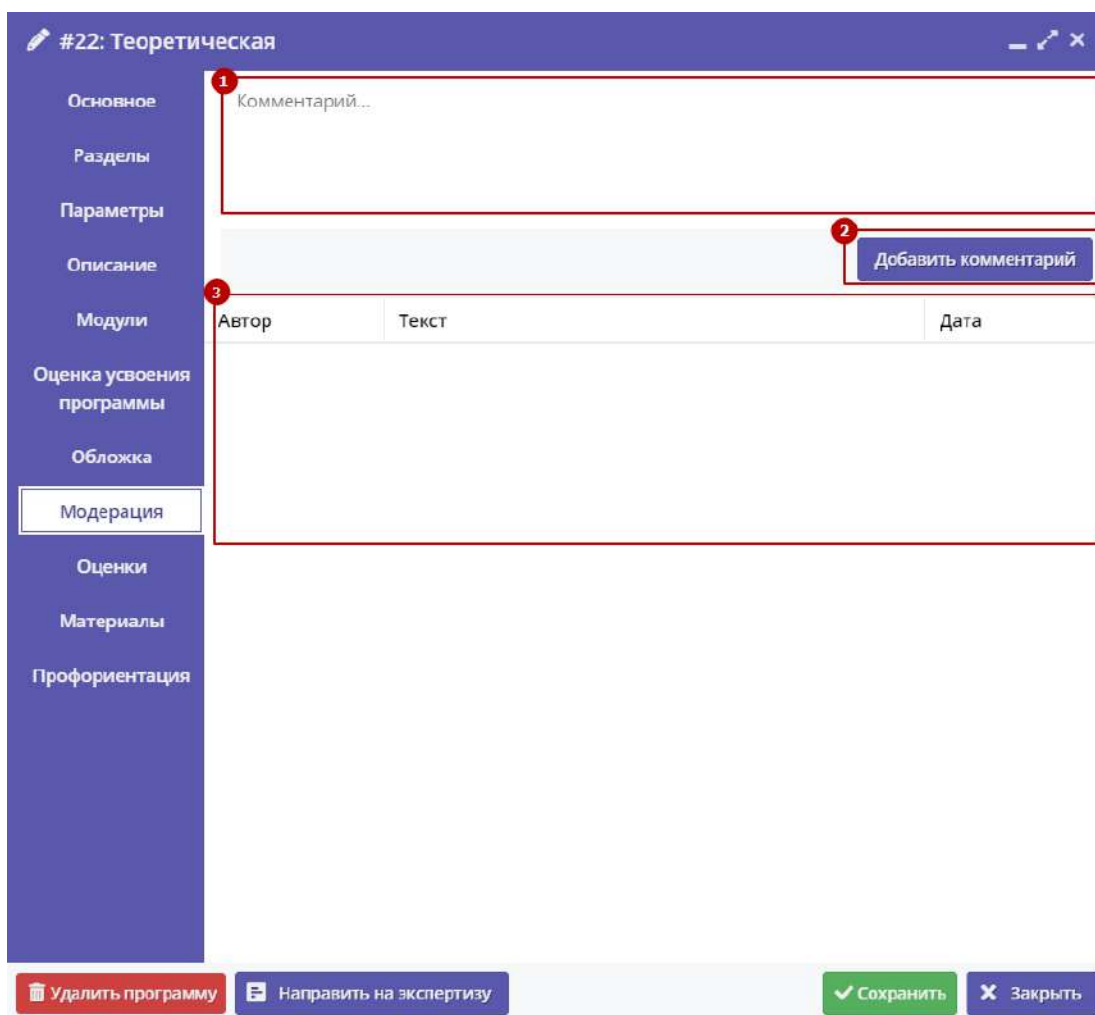 #22: Теоретическая
Основное
Разделы
Параметры
Описание
Модули
Оценка усвоения
программы
Обложка
Модерация
Оценки
Материалы
Профориентация
1
Комментарий...
2
Добавить комментарий
3
Автор Текст Дата
Удалить программу Направить на экспертизу Сохранить Закрыть